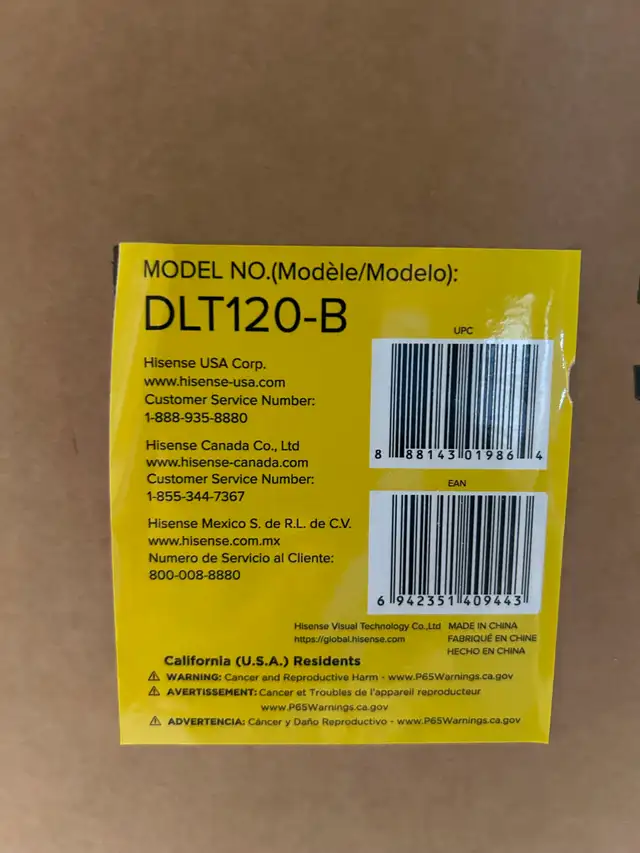 MODEL NO.(Modèle/Modelo):
DLT120-B
Hisense USA Corp.
www.hisense-usa.com
Customer Service Number:
1-888-935-8880
Hisense Canada Co., Ltd
www.hisense-canada.com
Customer Service Number:
1-855-344-7367
Hisense Mexico S. de R.L. de C.V.
www.hisense.com.mx
Numero de Servicio al Cliente:
800-008-8880
UPC
8 88143 01986 4
EAN
6 942351 409443
Hisense Visual Technology Co.,Ltd
https://global.hisense.com
MADE IN CHINA
FABRIQUÉ EN CHINE
HECHO EN CHINA
California (U.S.A.) Residents
⚠ WARNING: Cancer and Reproductive Harm - www.P65Warnings.ca.gov
⚠ AVERTISSEMENT: Cancer et Troubles de l'appareil reproducteur
www.P65Warnings.ca.gov
⚠ ADVERTENCIA: Cáncer y Daño Reproductivo - www.P65Warnings.ca.gov